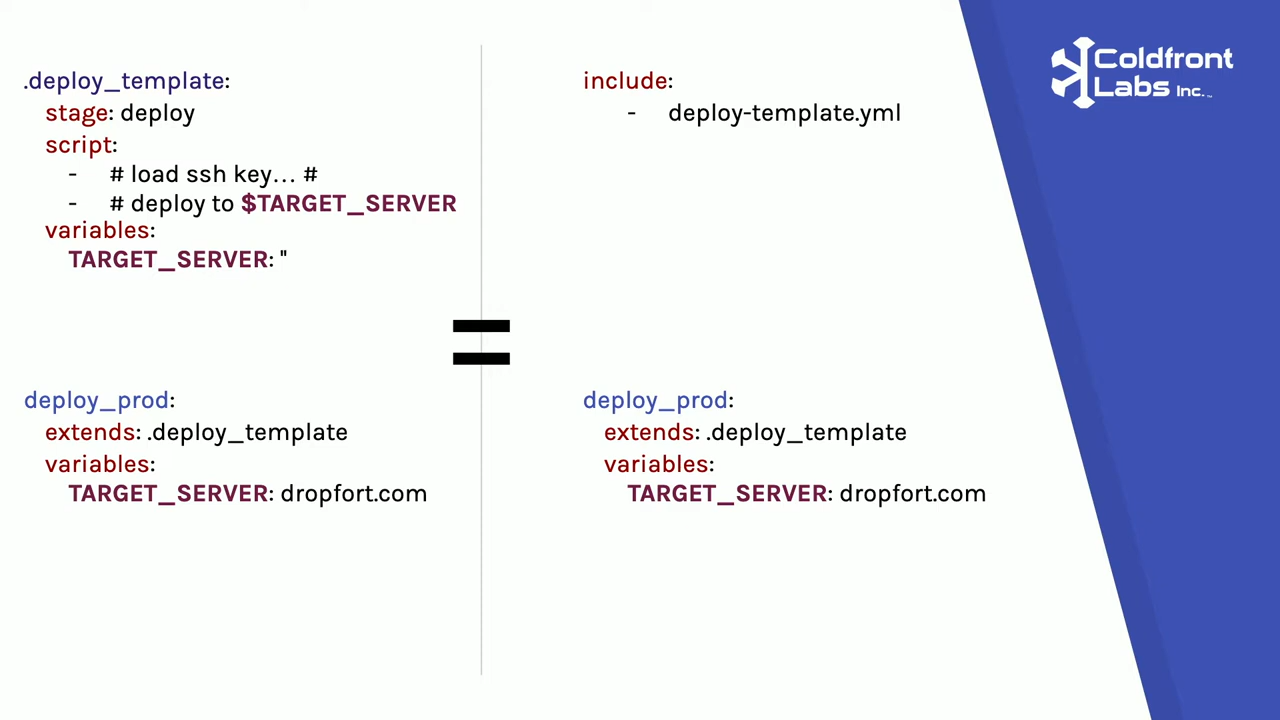 .deploy_template:
stage: deploy
script:
- # load ssh key... #
- # deploy to $TARGET_SERVER
variables:
TARGET_SERVER: "
deploy_prod:
extends: .deploy_template
variables:
TARGET_SERVER: dropfort.com
=
include:
- deploy-template.yml
deploy_prod:
extends: .deploy_template
variables:
TARGET_SERVER: dropfort.com
Coldfront
Labs Inc.™